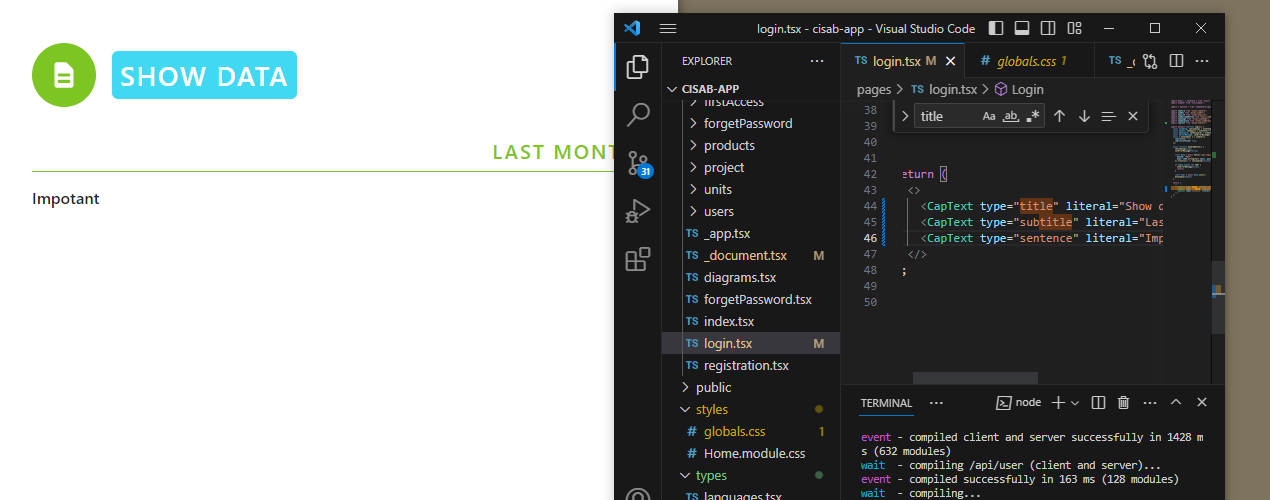 SHOW DATA
LAST MONT
Impotant
login.tsx - cisab-app - Visual Studio Code
EXPLORER
CISAB-APP
firstAccess
forgetPassword
products
project
units
users
TS _app.tsx
TS _document.tsx M
TS diagrams.tsx
TS forgetPassword.tsx
TS index.tsx
TS login.tsx M
TS registration.tsx
public
styles
# globals.css 1
# Home.module.css
types
TS languages.tsx
31
TS login.tsx M
# globals.css 1
TS _c
pages > TS login.tsx > Login
title Aa ab .*
38
39
40
41
42 eturn (
43 <>
44 <CapText type="title" literal="Show d
45 <CapText type="subtitle" literal="Las
46 <CapText type="sentence" literal="Imp
47 </>
48 ;
49
50
TERMINAL
node
event - compiled client and server successfully in 1428 m
s (632 modules)
wait - compiling /api/user (client and server)...
event - compiled successfully in 163 ms (128 modules)
wait - compiling...